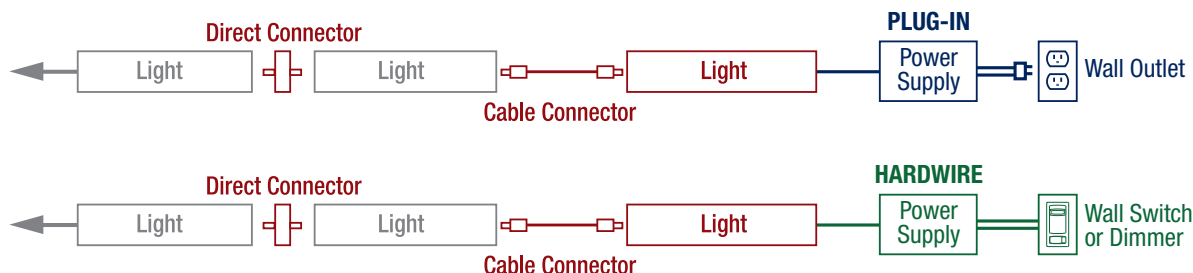 PLUG-IN
Direct Connector
Light
Light
Light
Power
Supply
Wall Outlet
Cable Connector
HARDWIRE
Direct Connector
Light
Light
Light
Power
Supply
Wall Switch
or Dimmer
Cable Connector